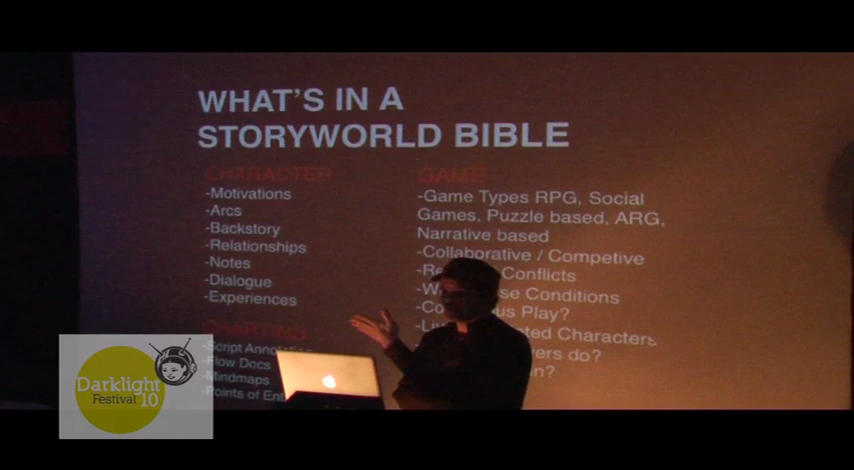 WHAT'S IN A
STORYWORLD BIBLE
CHARACTER
-Motivations
-Arcs
-Backstory
-Relationships
-Notes
-Dialogue
-Experiences
CHARTING
-Script
-Flow Docs
-Mindmaps
-Points of
GAME
-Game Types RPG, Social
Games, Puzzle based, ARG,
Narrative based
-Collaborative / Competive
Conflicts
Conditions
Play?
Characters
do?
Darklight
Festival 10